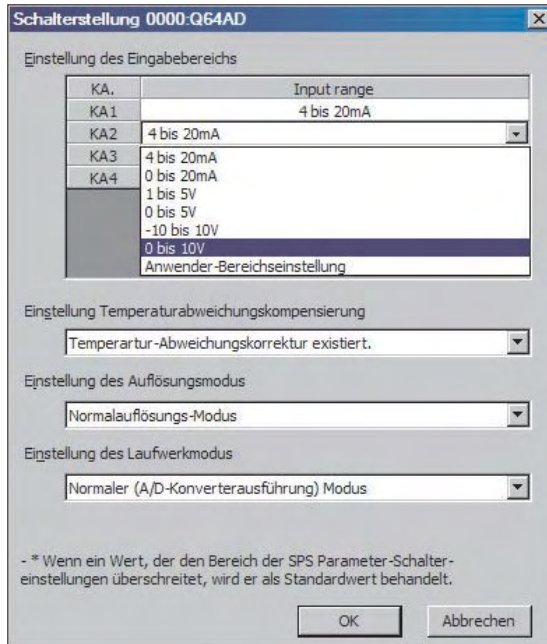 Schalterstellung 0000:Q64AD
Einstellung des Eingabebereichs
KA. Input range
KA1 4 bis 20mA
KA2 4 bis 20mA
KA3 4 bis 20mA
KA4 0 bis 20mA
1 bis 5V
0 bis 5V
-10 bis 10V
0 bis 10V
Anwender-Bereichseinstellung
Einstellung Temperaturabweichungskompensierung
Temperartur-Abweichungskorrektur existiert.
Einstellung des Auflösungsmodus
Normalauflösungs-Modus
Einstellung des Laufwerkmodus
Normaler (A/D-Konverterausführung) Modus
- * Wenn ein Wert, der den Bereich der SPS Parameter-Schalter-
einstellungen überschreitet, wird er als Standardwert behandelt.
OK Abbrechen